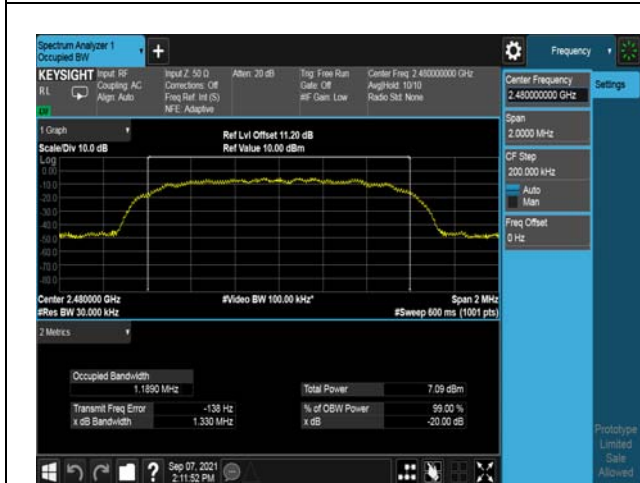 Spectrum Analyzer 1
Occupied BW
Frequency
KEYSIGHT Input: RF Input Z: 50 Ω Atten: 20 dB Trig: Free Run Center Freq: 2.480000000 GHz
RL Coupling: AC Corrections: Off Gate: Off Avg|Hold: 10/10
Align: Auto Freq Ref: Int (S) #IF Gain: Low Radio Std: None
NFE: Adaptive
Center Frequency
2.480000000 GHz
Settings
Span
2.0000 MHz
CF Step
200.000 kHz
Auto
Man
Freq Offset
0 Hz
1 Graph
Scale/Div 10.0 dB
Ref Lvl Offset 11.20 dB
Ref Value 10.00 dBm
Log
0.00
-10.0
-20.0
-30.0
-40.0
-50.0
-60.0
-70.0
-80.0
Center 2.480000 GHz #Video BW 100.00 kHz* Span 2 MHz
#Res BW 30.000 kHz #Sweep 600 ms (1001 pts)
2 Metrics
Occupied Bandwidth
1.1890 MHz Total Power 7.09 dBm
Transmit Freq Error -138 Hz % of OBW Power 99.00 %
x dB Bandwidth 1.330 MHz x dB -20.00 dB
Prototype
Limited
Sale
Allowed
Sep 07, 2021
2:11:52 PM